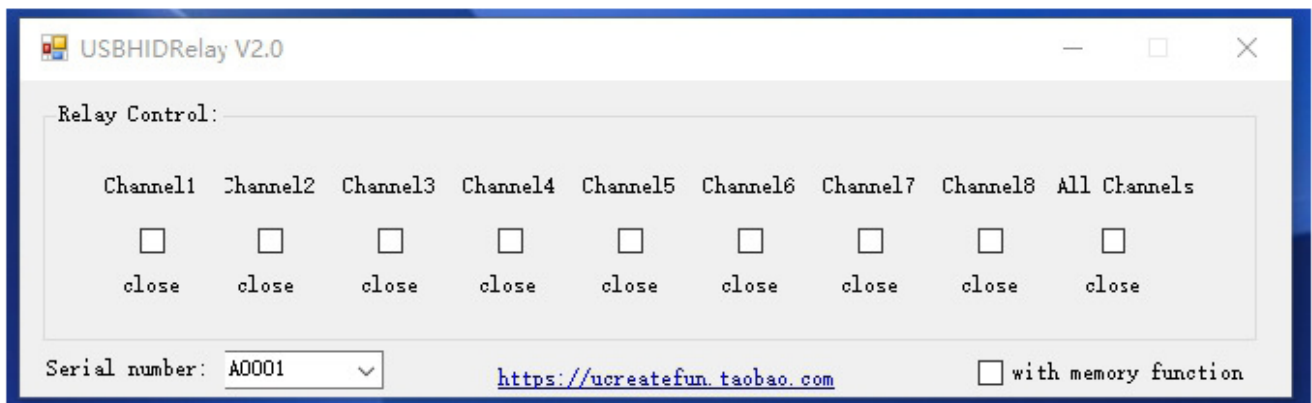 USBHIDRelay V2.0
Relay Control:
Channel1 Channel2 Channel3 Channel4 Channel5 Channel6 Channel7 Channel8 All Channels
close close close close close close close close close
Serial number: A0001 https://ucreatefun.taobao.com with memory function